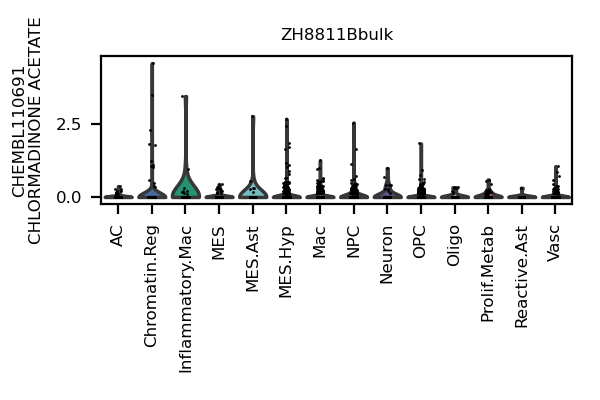 ZH8811Bbulk
CHEMBL110691
CHLORMADINONE ACETATE
2.5
0.0
AC
Chromatin.Reg
Inflammatory.Mac
MES
MES.Ast
MES.Hyp
Mac
NPC
Neuron
OPC
Oligo
Prolif.Metab
Reactive.Ast
Vasc